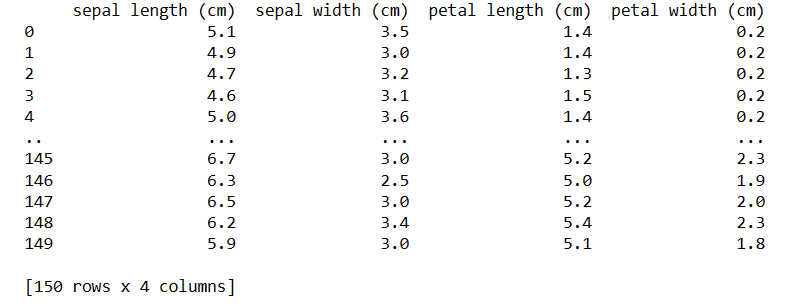 sepal length (cm) sepal width (cm) petal length (cm) petal width (cm)
0 5.1 3.5 1.4 0.2
1 4.9 3.0 1.4 0.2
2 4.7 3.2 1.3 0.2
3 4.6 3.1 1.5 0.2
4 5.0 3.6 1.4 0.2
.. ... ... ... ...
145 6.7 3.0 5.2 2.3
146 6.3 2.5 5.0 1.9
147 6.5 3.0 5.2 2.0
148 6.2 3.4 5.4 2.3
149 5.9 3.0 5.1 1.8
[150 rows x 4 columns]